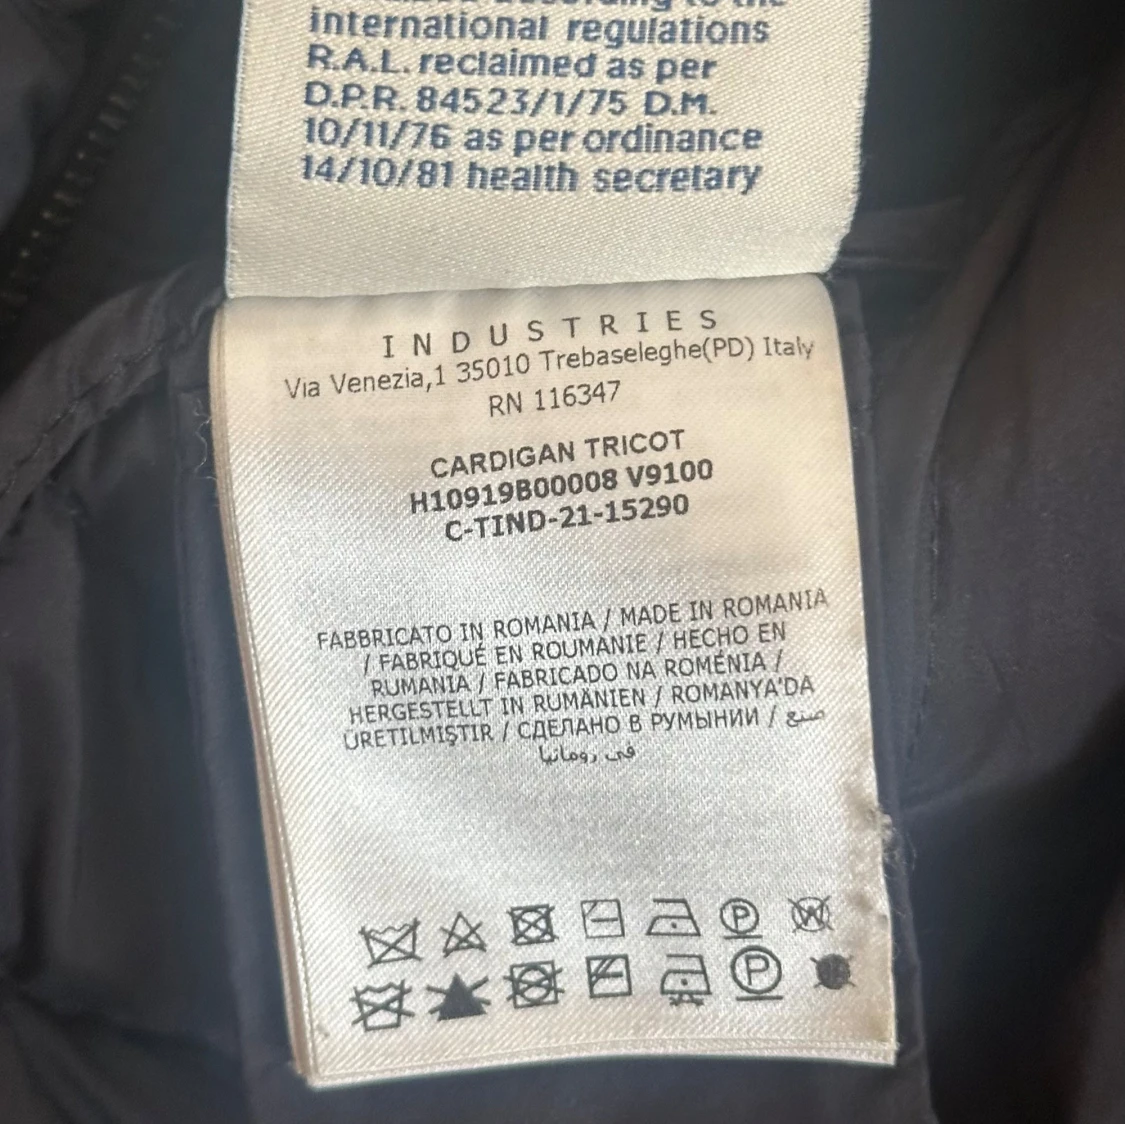 according to the
international regulations
R.A.L. reclaimed as per
D.P.R. 84523/1/75 D.M.
10/11/76 as per ordinance
14/10/81 health secretary
INDUSTRIES
Via Venezia,1 35010 Trebaseleghe(PD) Italy
RN 116347
CARDIGAN TRICOT
H10919B00008 V9100
C-TIND-21-15290
FABBRICATO IN ROMANIA / MADE IN ROMANIA
/ FABRIQUÉ EN ROUMANIE / HECHO EN
RUMANIA / FABRICADO NA ROMÉNIA /
HERGESTELLT IN RUMÄNIEN / ROMANYA'DA
ÜRETILMIŞTIR / СДЕЛАНО В РУМЫНИИ / صنع
في رومانيا
P W
P